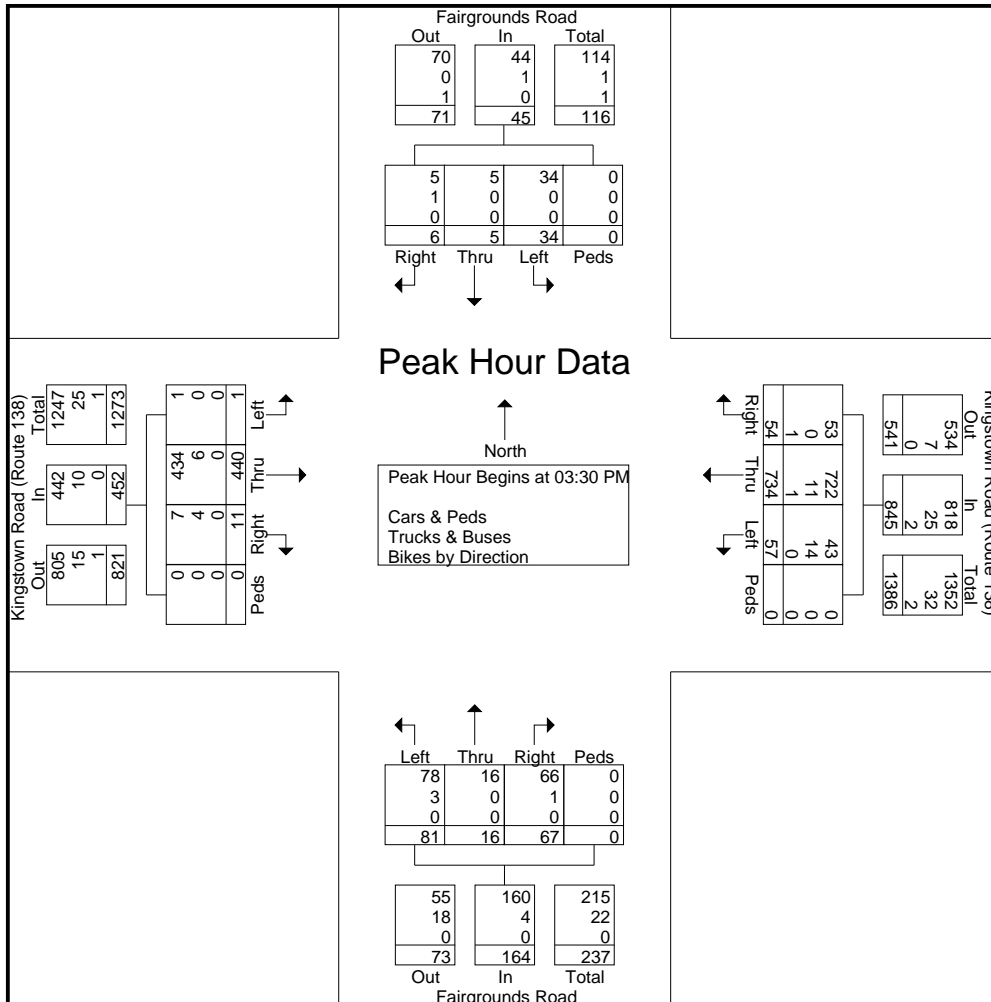 Fairgrounds Road
Out In Total
70 44 114
0 1 1
1 0 1
71 45 116
5 5 34 0
1 0 0 0
0 0 0 0
6 5 34 0
Right Thru Left Peds
Peak Hour Data
North
Peak Hour Begins at 03:30 PM
Cars & Peds
Trucks & Buses
Bikes by Direction
Kingstown Road (Route 138)
Out In Total
805 442 1247
15 10 25
1 0 1
821 452 1273
0 7 434 1
0 4 6 0
0 0 0 0
0 11 440 1
Peds Right Thru Left
Kingstown Road (Route 138)
Out In Total
534 818 1352
7 25 32
0 2 2
541 845 1386
53 722 43 0
0 11 14 0
1 1 0 0
54 734 57 0
Right Thru Left Peds
Left Thru Right Peds
78 16 66 0
3 0 1 0
0 0 0 0
81 16 67 0
55 160 215
18 4 22
0 0 0
73 164 237
Out In Total
Fairgrounds Road